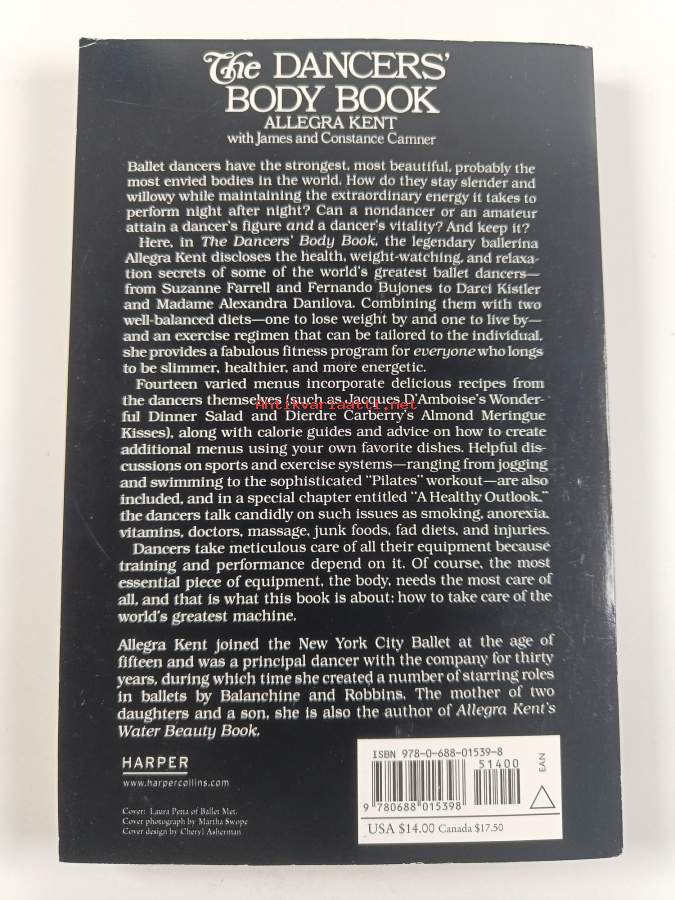 The DANCERS'
BODY BOOK
ALLEGRA KENT
with James and Constance Camner
Ballet dancers have the strongest, most beautiful, probably the
most envied bodies in the world. How do they stay slender and
willowy while maintaining the extraordinary energy it takes to
perform night after night? Can a nondancer or an amateur
attain a dancer's figure and a dancer's vitality? And keep it?
Here, in The Dancers' Body Book, the legendary ballerina
Allegra Kent discloses the health, weight-watching, and relaxa-
tion secrets of some of the world's greatest ballet dancers—
from Suzanne Farrell and Fernando Bujones to Darci Kistler
and Madame Alexandra Danilova. Combining them with two
well-balanced diets—one to lose weight by and one to live by—
and an exercise regimen that can be tailored to the individual,
she provides a fabulous fitness program for everyone who longs
to be slimmer, healthier, and more energetic.
Fourteen varied menus incorporate delicious recipes from
the dancers themselves (such as Jacques D'Amboise's Wonder-
Antikvariaatti.net
ful Dinner Salad and Dierdre Carberry's Almond Meringue
Kisses), along with calorie guides and advice on how to create
additional menus using your own favorite dishes. Helpful dis-
cussions on sports and exercise systems—ranging from jogging
and swimming to the sophisticated "Pilates" workout—are also
included, and in a special chapter entitled "A Healthy Outlook,"
the dancers talk candidly on such issues as smoking, anorexia,
vitamins, doctors, massage, junk foods, fad diets, and injuries.
Dancers take meticulous care of all their equipment because
training and performance depend on it. Of course, the most
essential piece of equipment, the body, needs the most care of
all, and that is what this book is about: how to take care of the
world's greatest machine.
Allegra Kent joined the New York City Ballet at the age of
fifteen and was a principal dancer with the company for thirty
years, during which time she created a number of starring roles
in ballets by Balanchine and Robbins. The mother of two
daughters and a son, she is also the author of Allegra Kent's
Water Beauty Book.
HARPER
www.harpercollins.com
Cover: Laura Petta of Ballet Met.
Cover photograph by Martha Swope
Cover design by Cheryl Asherman
ISBN 978-0-688-01539-8
51400
EAN
9 780688 015398
USA $14.00 Canada $17.50